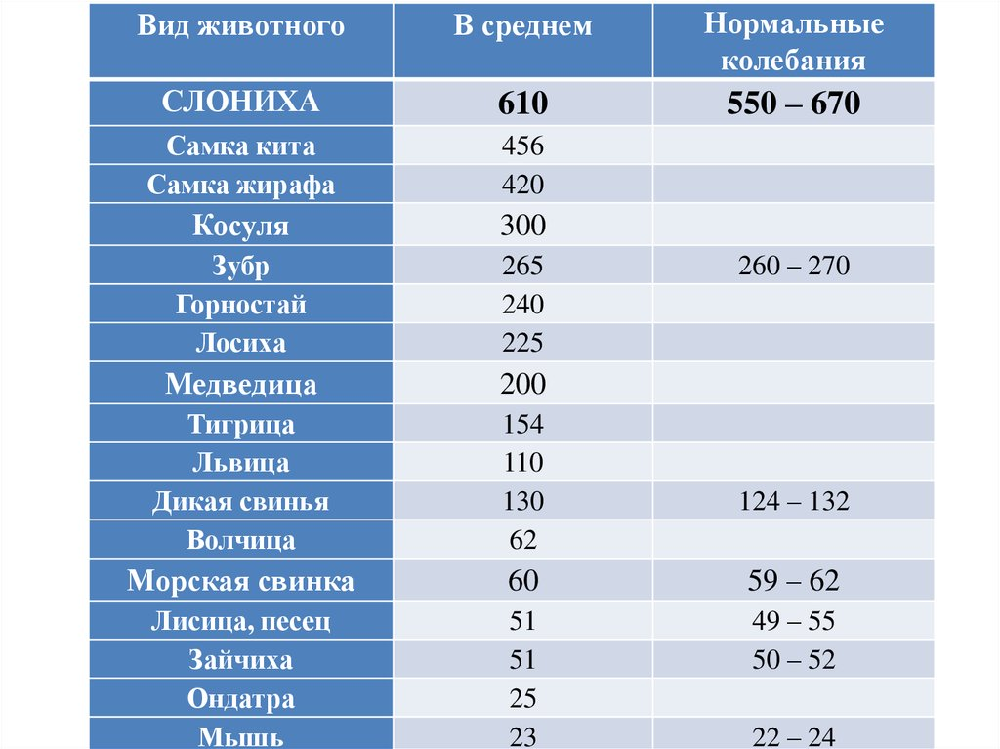 Вид животного В среднем Нормальные колебания
СЛОНИХА 610 550 – 670
Самка кита 456
Самка жирафа 420
Косуля 300
Зубр 265 260 – 270
Горностай 240
Лосиха 225
Медведица 200
Тигрица 154
Львица 110
Дикая свинья 130 124 – 132
Волчица 62
Морская свинка 60 59 – 62
Лисица, песец 51 49 – 55
Зайчиха 51 50 – 52
Ондатра 25
Мышь 23 22 – 24